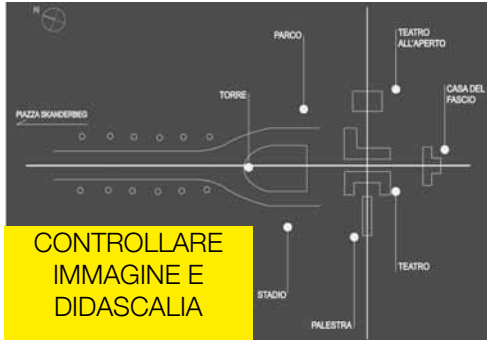 N
PARCO
TEATRO
ALL'APERTO
CASA DEL
FASCIO
TORRE
PIAZZA SKANDERBEG
CONTROLLARE
IMMAGINE E
DIDASCALIA
STADIO
PALESTRA
TEATRO